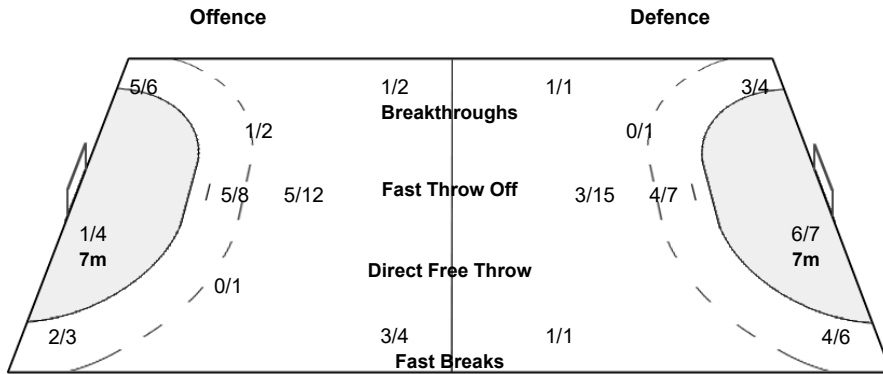 Offence Defence
5/6 1/2 1/1 3/4
Breakthroughs
1/2 0/1
5/8 5/12 Fast Throw Off 3/15 4/7
1/4 6/7
7m 7m
Direct Free Throw
0/1
2/3 3/4 1/1 4/6
Fast Breaks